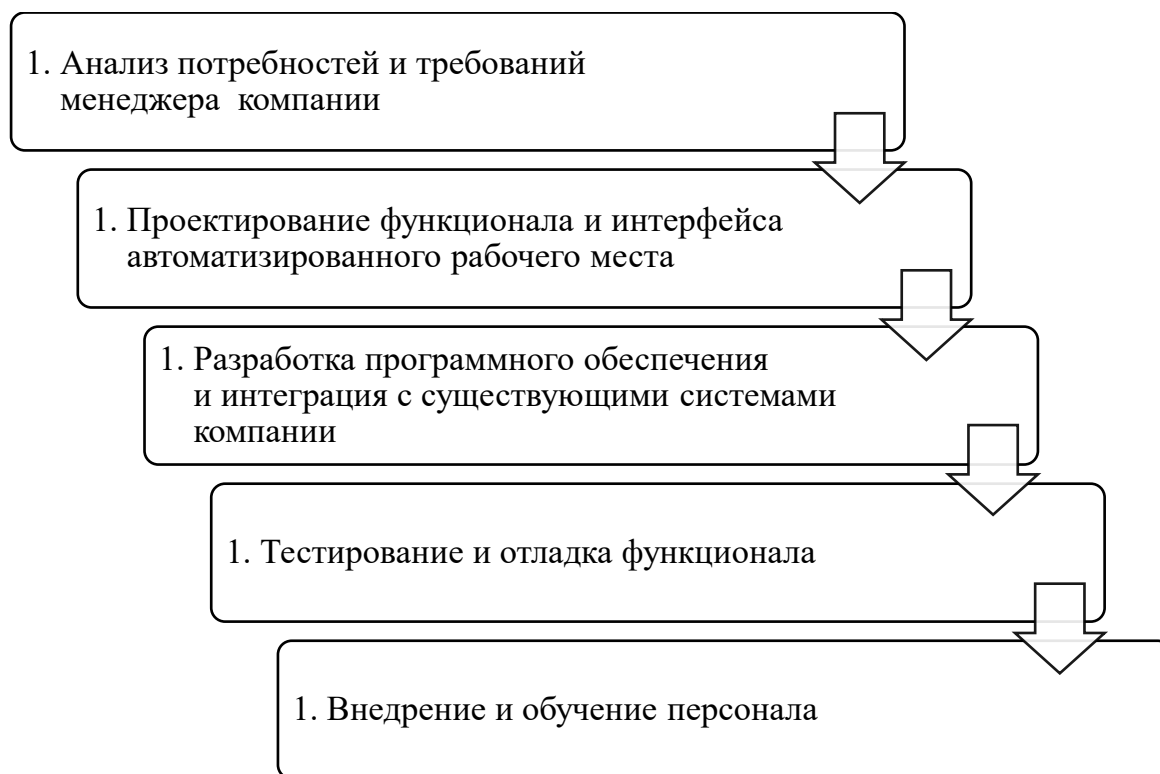 1. Анализ потребностей и требований
менеджера  компании
1. Проектирование функционала и интерфейса
автоматизированного рабочего места
1. Разработка программного обеспечения
и интеграция с существующими системами
компании
1. Тестирование и отладка функционала
1. Внедрение и обучение персонала